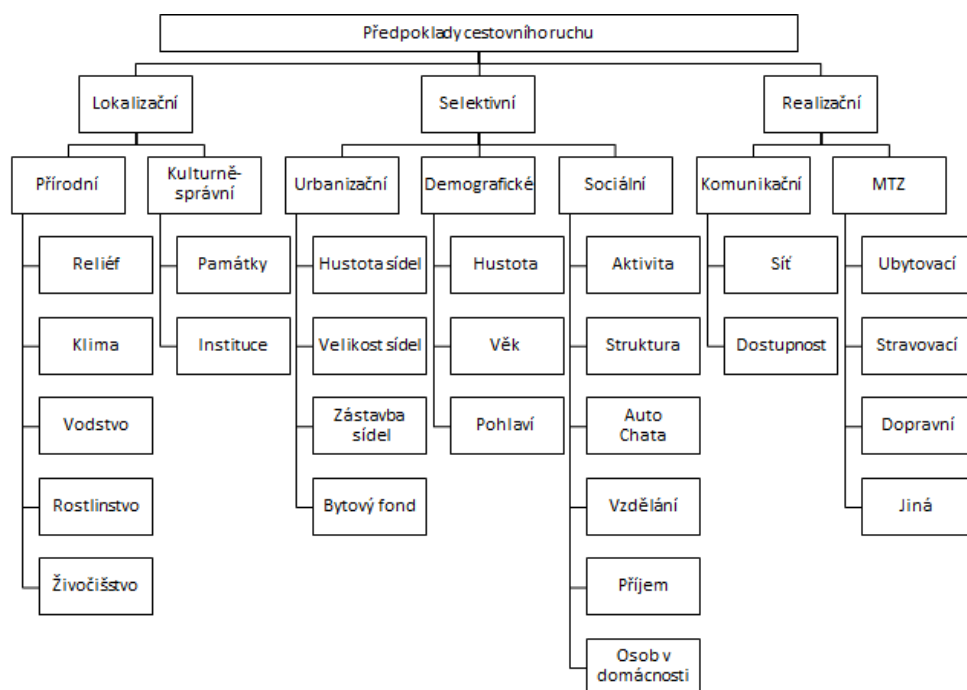 Předpoklady cestovního ruchu
Lokalizační
Selektivní
Realizační
Přírodní
Kulturně-
správní
Urbanizační
Demografické
Sociální
Komunikační
MTZ
Reliéf
Památky
Hustota sídel
Hustota
Aktivita
Síť
Ubytovací
Klima
Instituce
Velikost sídel
Věk
Struktura
Dostupnost
Stravovací
Vodstvo
Zástavba
sídel
Pohlaví
Auto
Chata
Dopravní
Rostlinstvo
Bytový fond
Vzdělání
Jiná
Živočišstvo
Příjem
Osob v
domácnosti